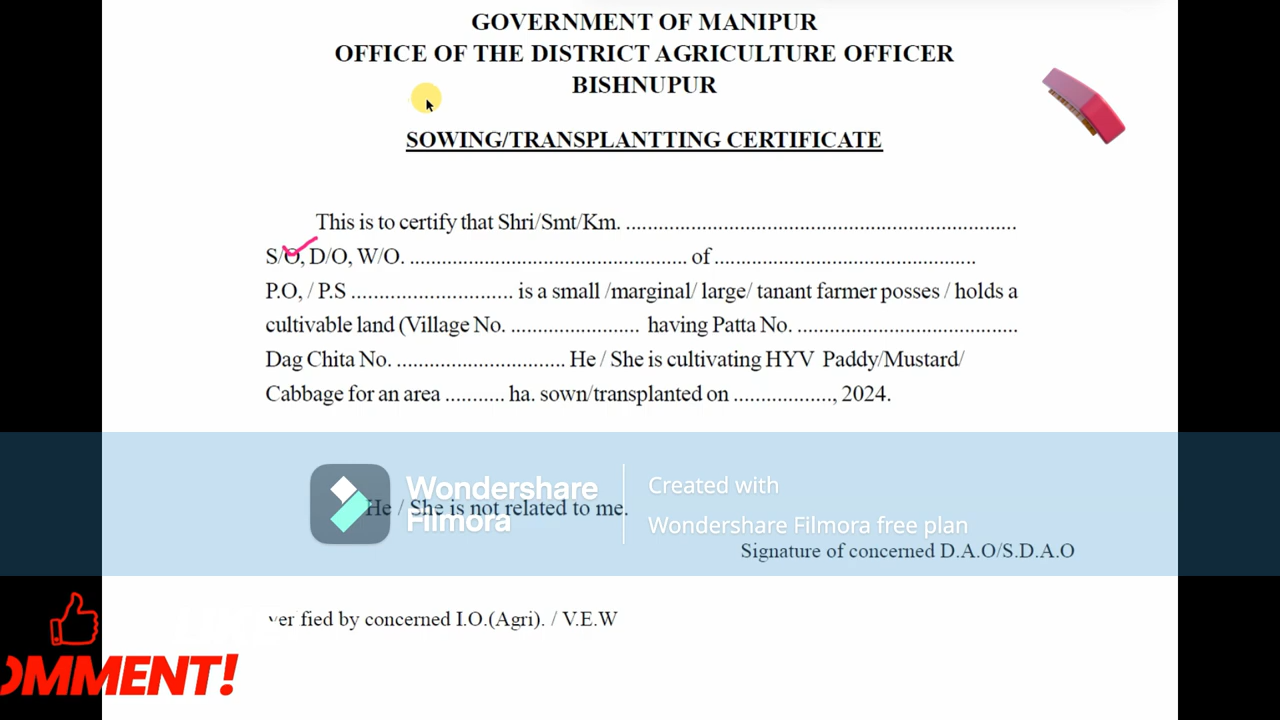 GOVERNMENT OF MANIPUR
OFFICE OF THE DISTRICT AGRICULTURE OFFICER
BISHNUPUR
SOWING/TRANSPLANTTING CERTIFICATE
This is to certify that Shri/Smt/Km. ......................................................................
S/O, D/O, W/O. .................................................. of ...............................................
P.O, / P.S ............................. is a small /marginal/ large/ tanant farmer posses / holds a
cultivable land (Village No. ....................... having Patta No. ........................................
Dag Chita No. .............................. He / She is cultivating HYV Paddy/Mustard/
Cabbage for an area ........... ha. sown/transplanted on .................., 2024.
He / She is not related to me.
Wondershare
Filmora
Created with
Wondershare Filmora free plan
Signature of concerned D.A.O/S.D.A.O
ver fied by concerned I.O.(Agri). / V.E.W
OMMENT!